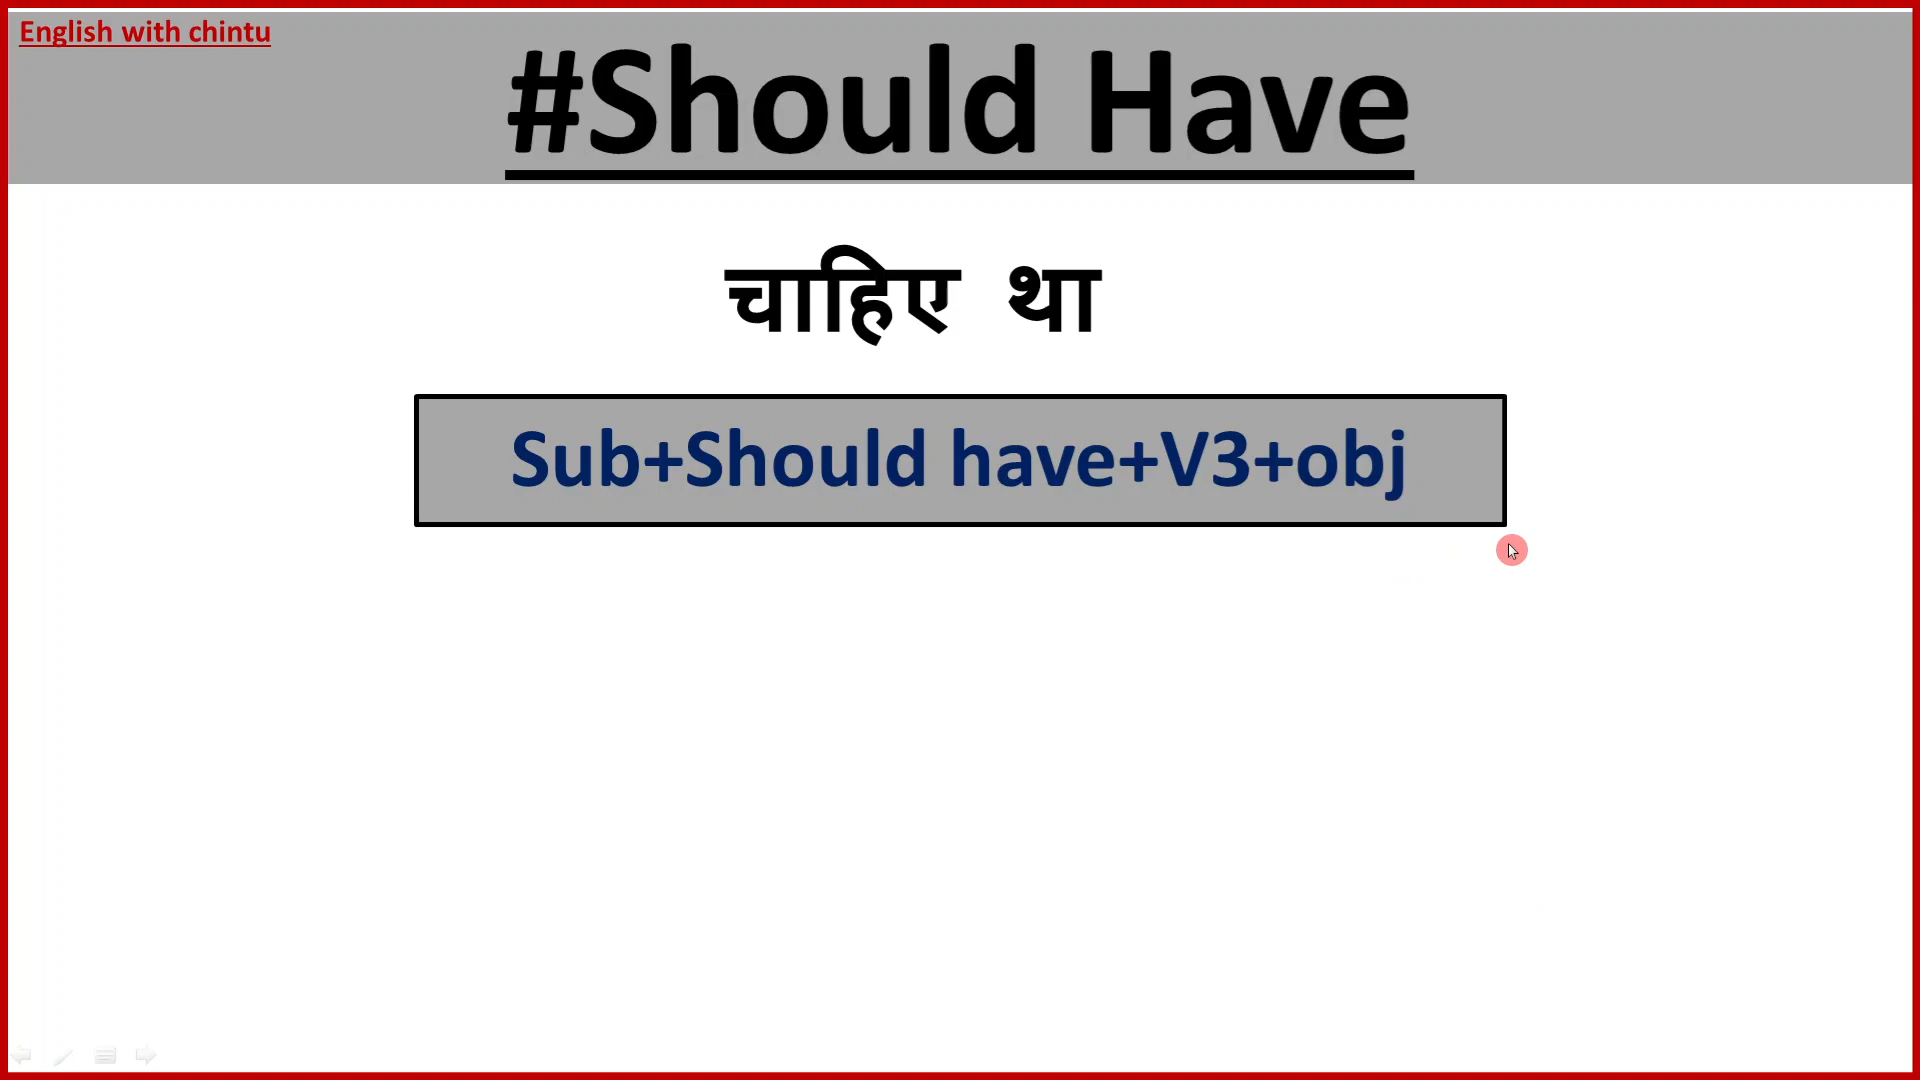 English with chintu
#Should Have
चाहिए था
Sub+Should have+V3+obj